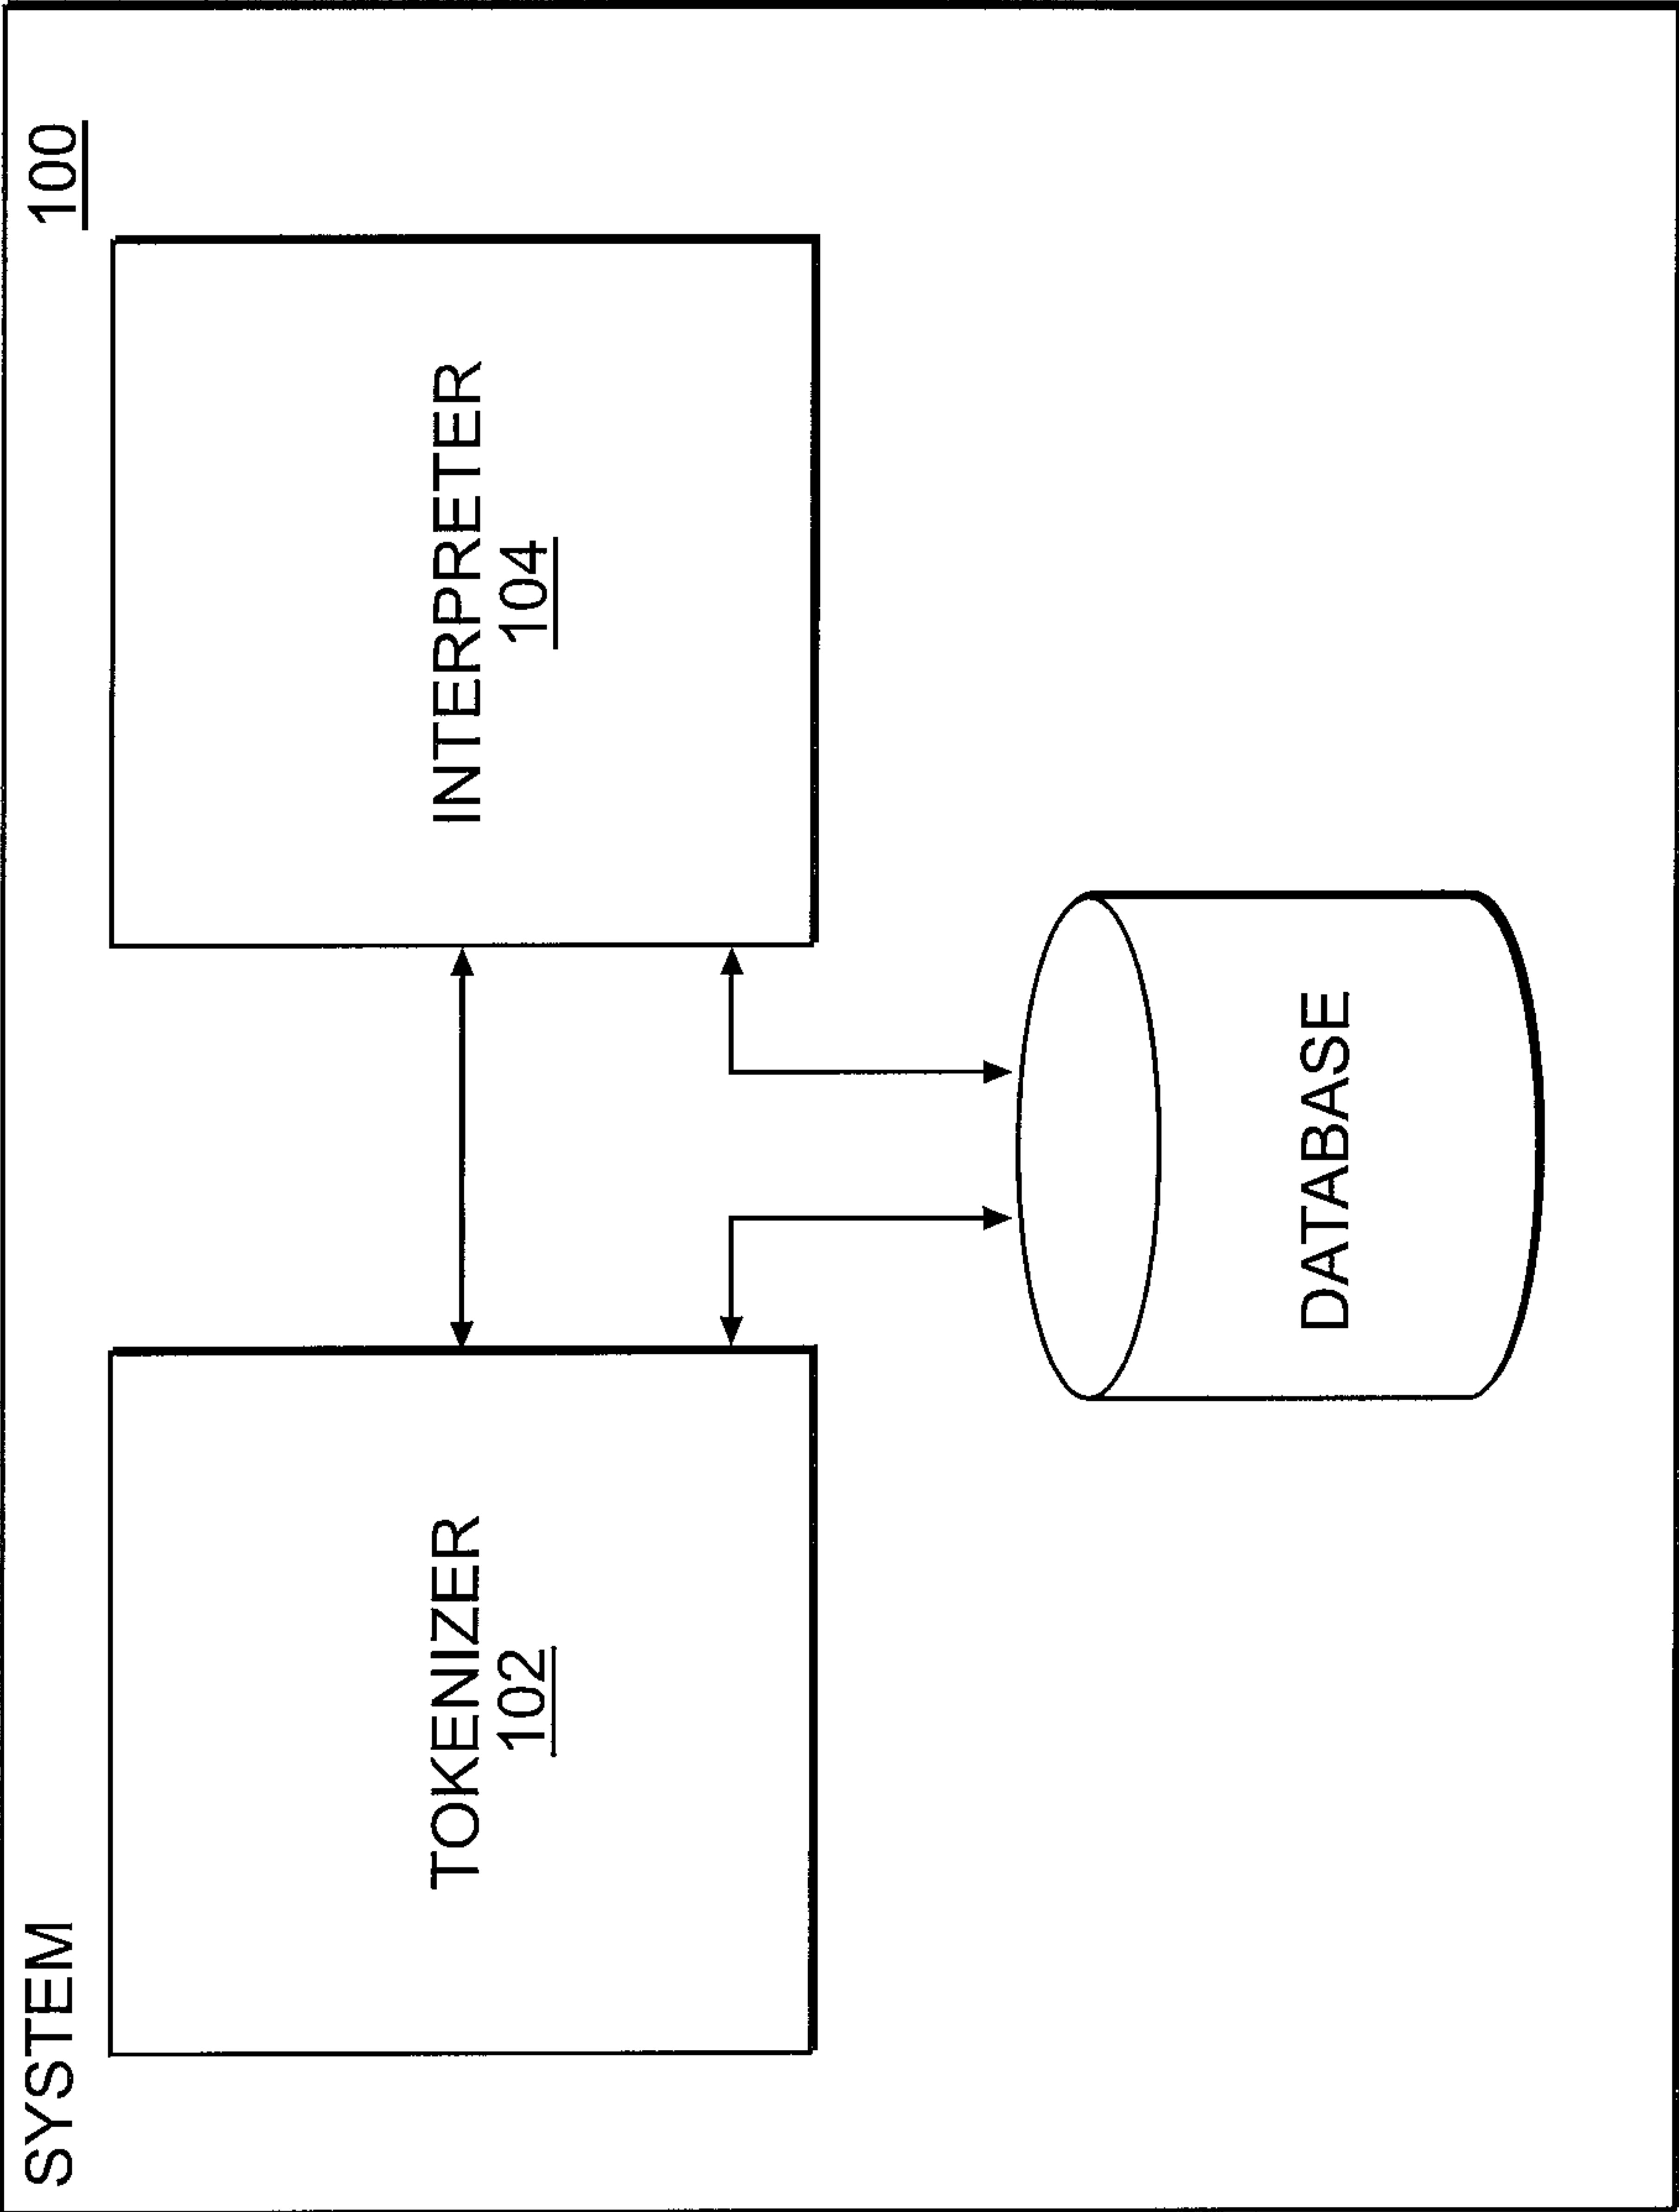 SYSTEM
100
TOKENIZER
102
INTERPRETER
104
DATABASE